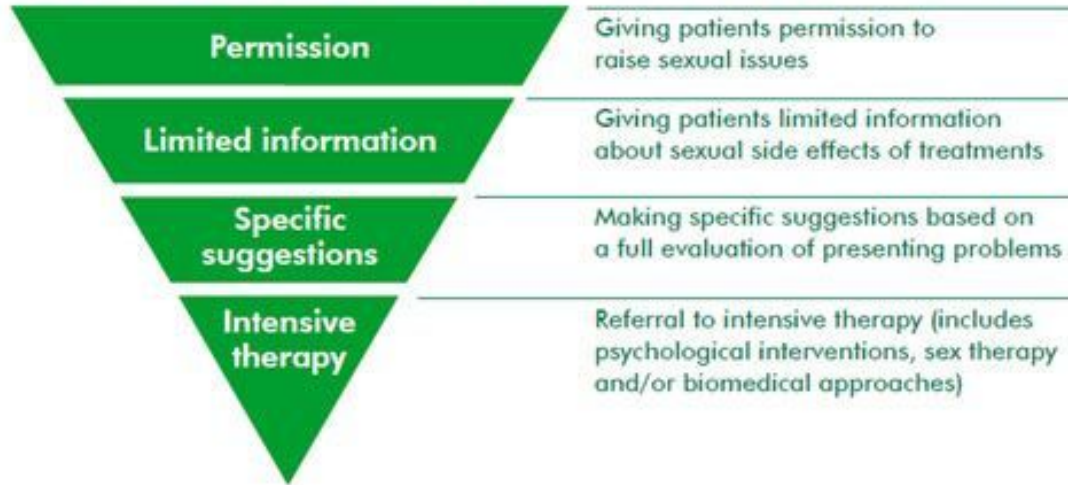 Permission
Giving patients permission to
raise sexual issues
Limited information
Giving patients limited information
about sexual side effects of treatments
Specific
suggestions
Making specific suggestions based on
a full evaluation of presenting problems
Intensive
therapy
Referral to intensive therapy (includes
psychological interventions, sex therapy
and/or biomedical approaches)